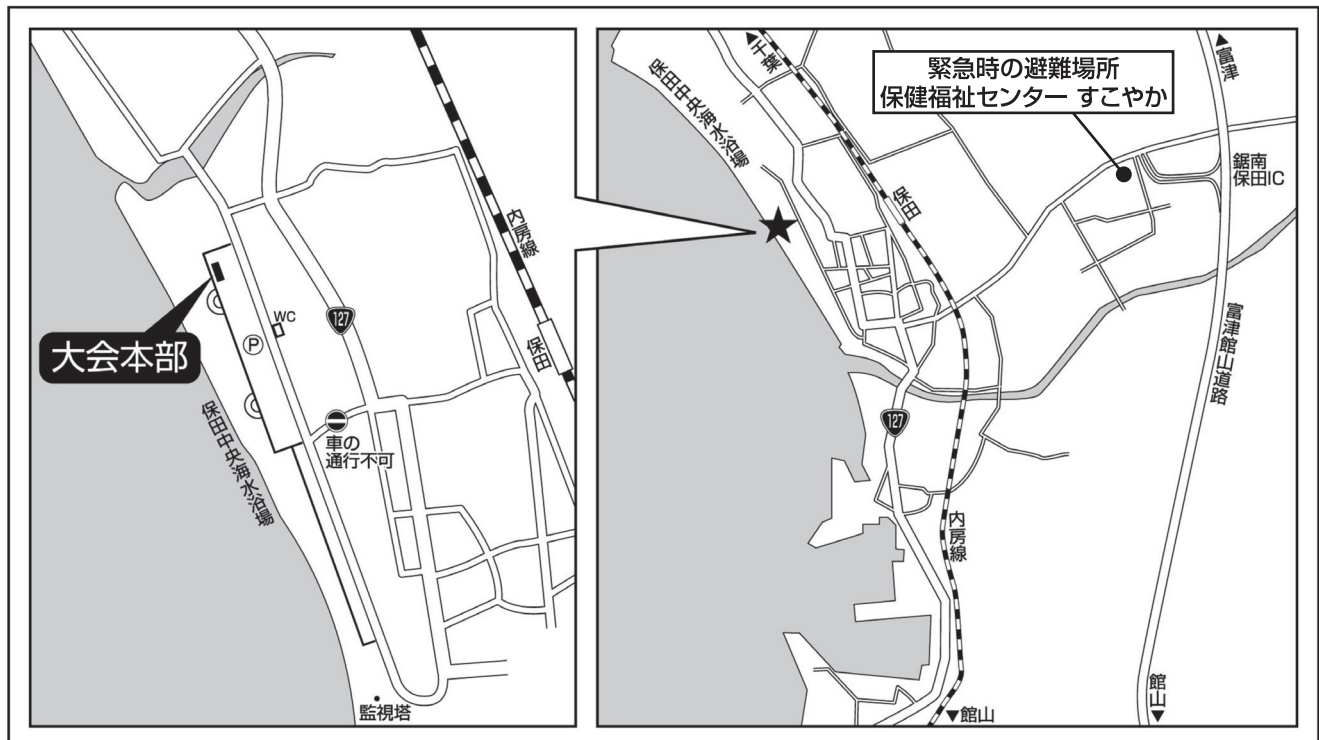 127
内房線
WC
P
大会本部
保田
車の
通行不可
保田中央海水浴場
監視塔
▲千葉
保田中央海水浴場
緊急時の避難場所
保健福祉センター すこやか
▲富津
鋸南
保田IC
保田
富津館山道路
127
内房線
▼館山
館山▼